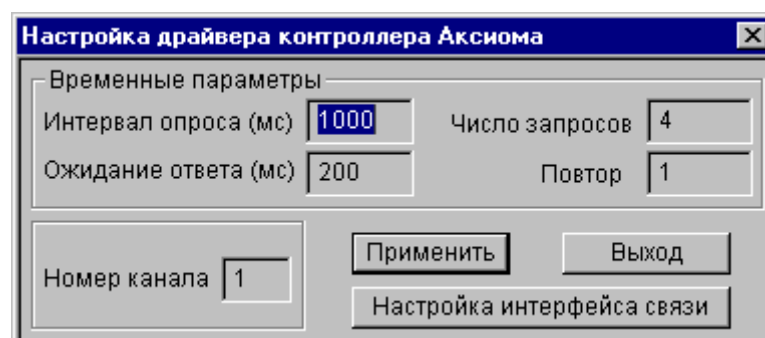 Настройка драйвера контроллера Аксиома
Временные параметры
Интервал опроса (мс) 1000 Число запросов 4
Ожидание ответа (мс) 200 Повтор 1
Применить Выход
Номер канала 1
Настройка интерфейса связи